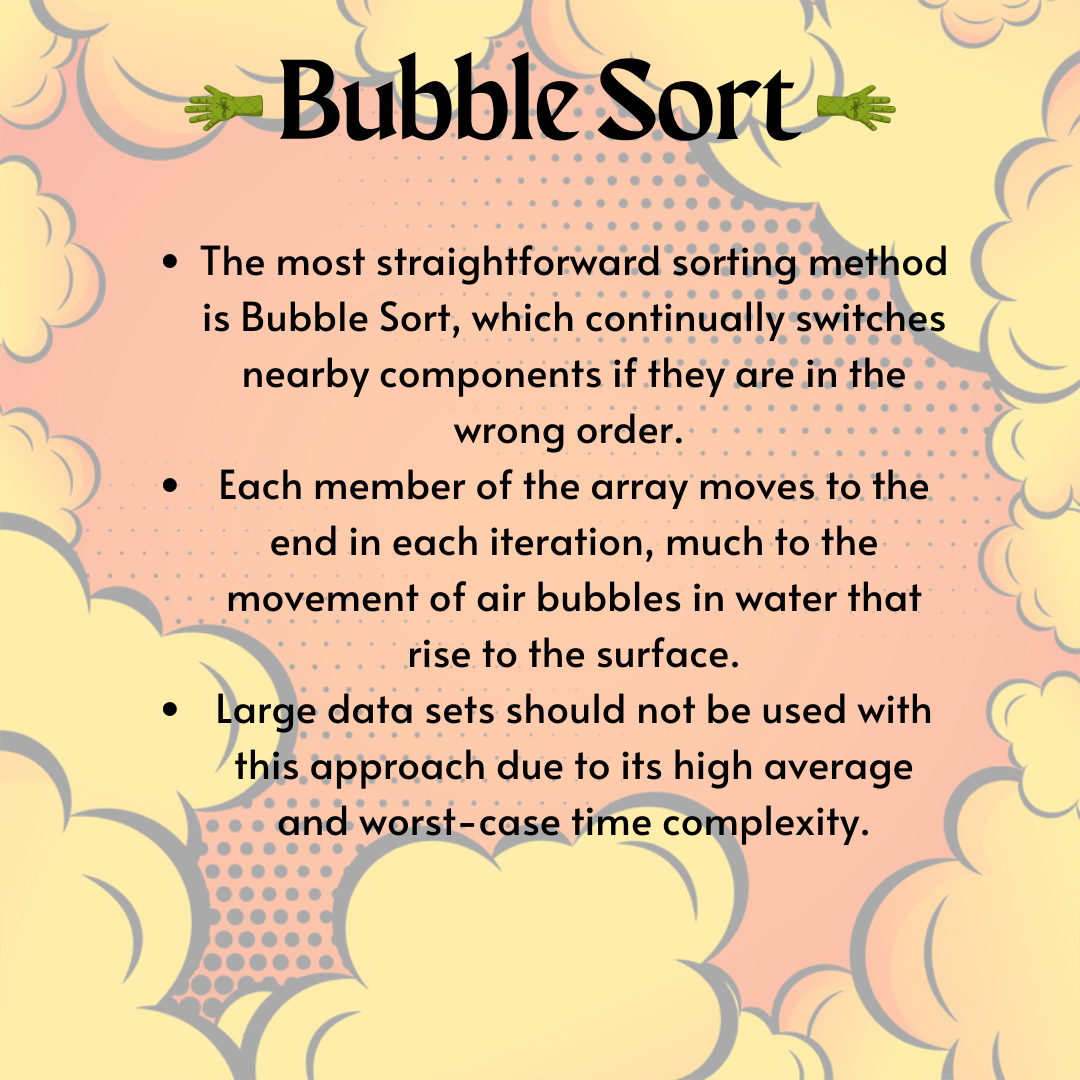 Bubble Sort
• The most straightforward sorting method
is Bubble Sort, which continually switches
nearby components if they are in the
wrong order.
• Each member of the array moves to the
end in each iteration, much to the
movement of air bubbles in water that
rise to the surface.
• Large data sets should not be used with
this approach due to its high average
and worst-case time complexity.